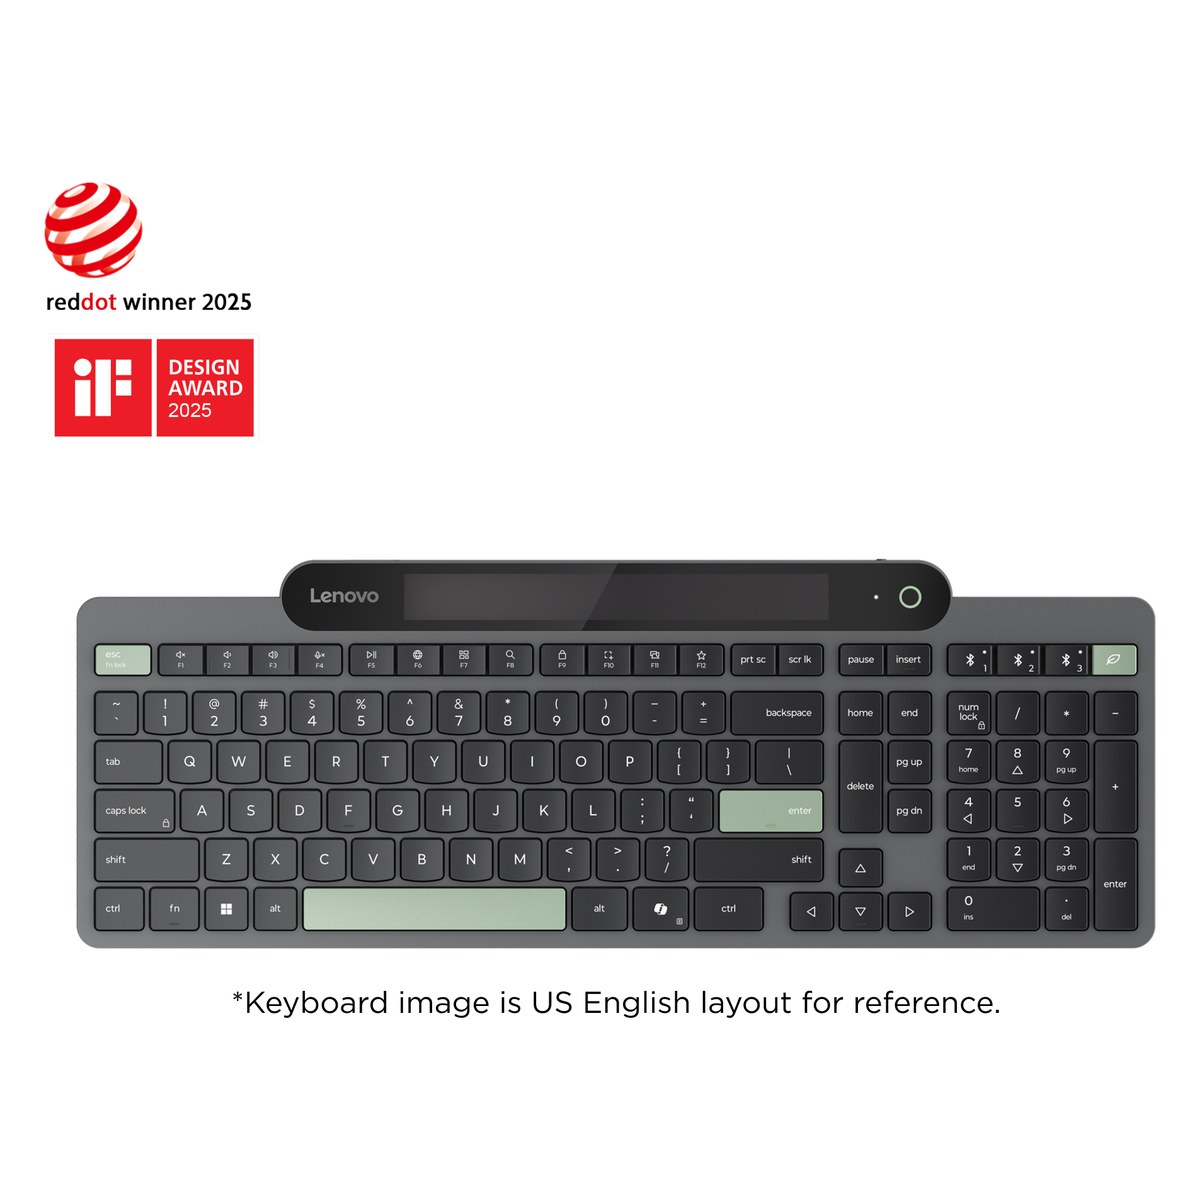 reddot winner 2025
iF DESIGN
AWARD
2025
Lenovo
esc F1 F2 F3 F4 F5 F6 F7 F8 F9 F10 F11 F12 prt sc scr lk pause insert 1 2 3
fn lock
~ ! @ # $ % ^ & * ( ) - + backspace home end num lock / * -
` 1 2 3 4 5 6 7 8 9 0 - =
tab Q W E R T Y U I O P { [ } ] | \ pg up 7 home 8 9 pg up +
caps lock A S D F G H J K L : ; “ ‘ enter delete pg dn 4 5 6
shift Z X C V B N M < , > . ? / shift 1 end 2 3 pg dn enter
ctrl fn alt alt ctrl 0 ins . del
*Keyboard image is US English layout for reference.